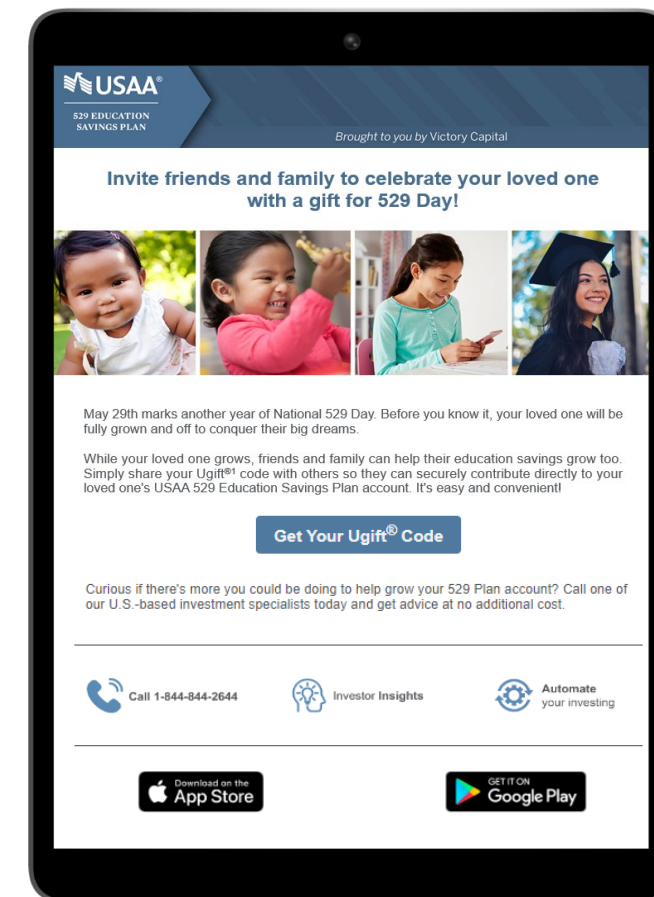 USAA®
529 EDUCATION
SAVINGS PLAN
Brought to you by Victory Capital
Invite friends and family to celebrate your loved one
with a gift for 529 Day!
May 29th marks another year of National 529 Day. Before you know it, your loved one will be
fully grown and off to conquer their big dreams.
While your loved one grows, friends and family can help their education savings grow too.
Simply share your Ugift®¹ code with others so they can securely contribute directly to your
loved one's USAA 529 Education Savings Plan account. It's easy and convenient!
Get Your Ugift® Code
Curious if there's more you could be doing to help grow your 529 Plan account? Call one of
our U.S.-based investment specialists today and get advice at no additional cost.
Call 1-844-844-2644
Investor Insights
Automate
your investing
Download on the
App Store
GET IT ON
Google Play